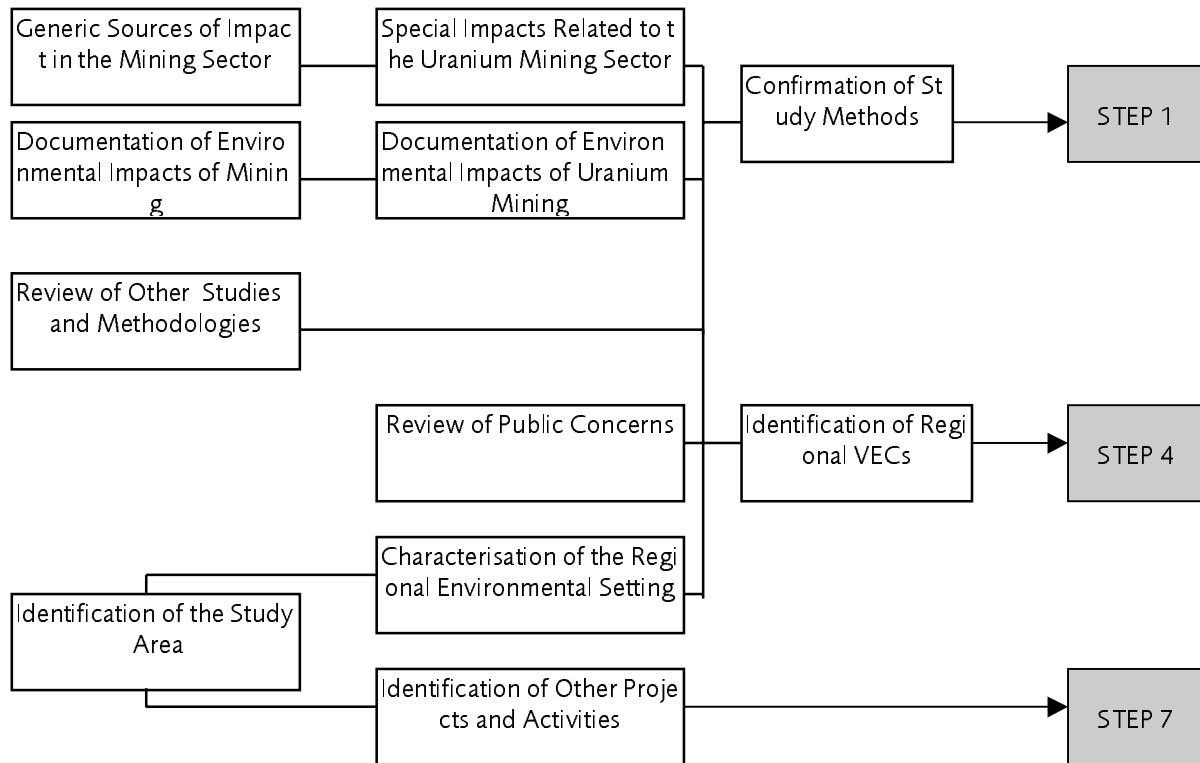 Generic Sources of Impac
t in the Mining Sector
Special Impacts Related to t
he Uranium Mining Sector
Confirmation of St
udy Methods
STEP 1
Documentation of Enviro
nmental Impacts of Minin
g
Documentation of Environ
mental Impacts of Uranium
Mining
Review of Other Studies
and Methodologies
Review of Public Concerns
Identification of Regi
onal VECs
STEP 4
Characterisation of the Regi
onal Environmental Setting
Identification of the Study
Area
Identification of Other Proje
cts and Activities
STEP 7